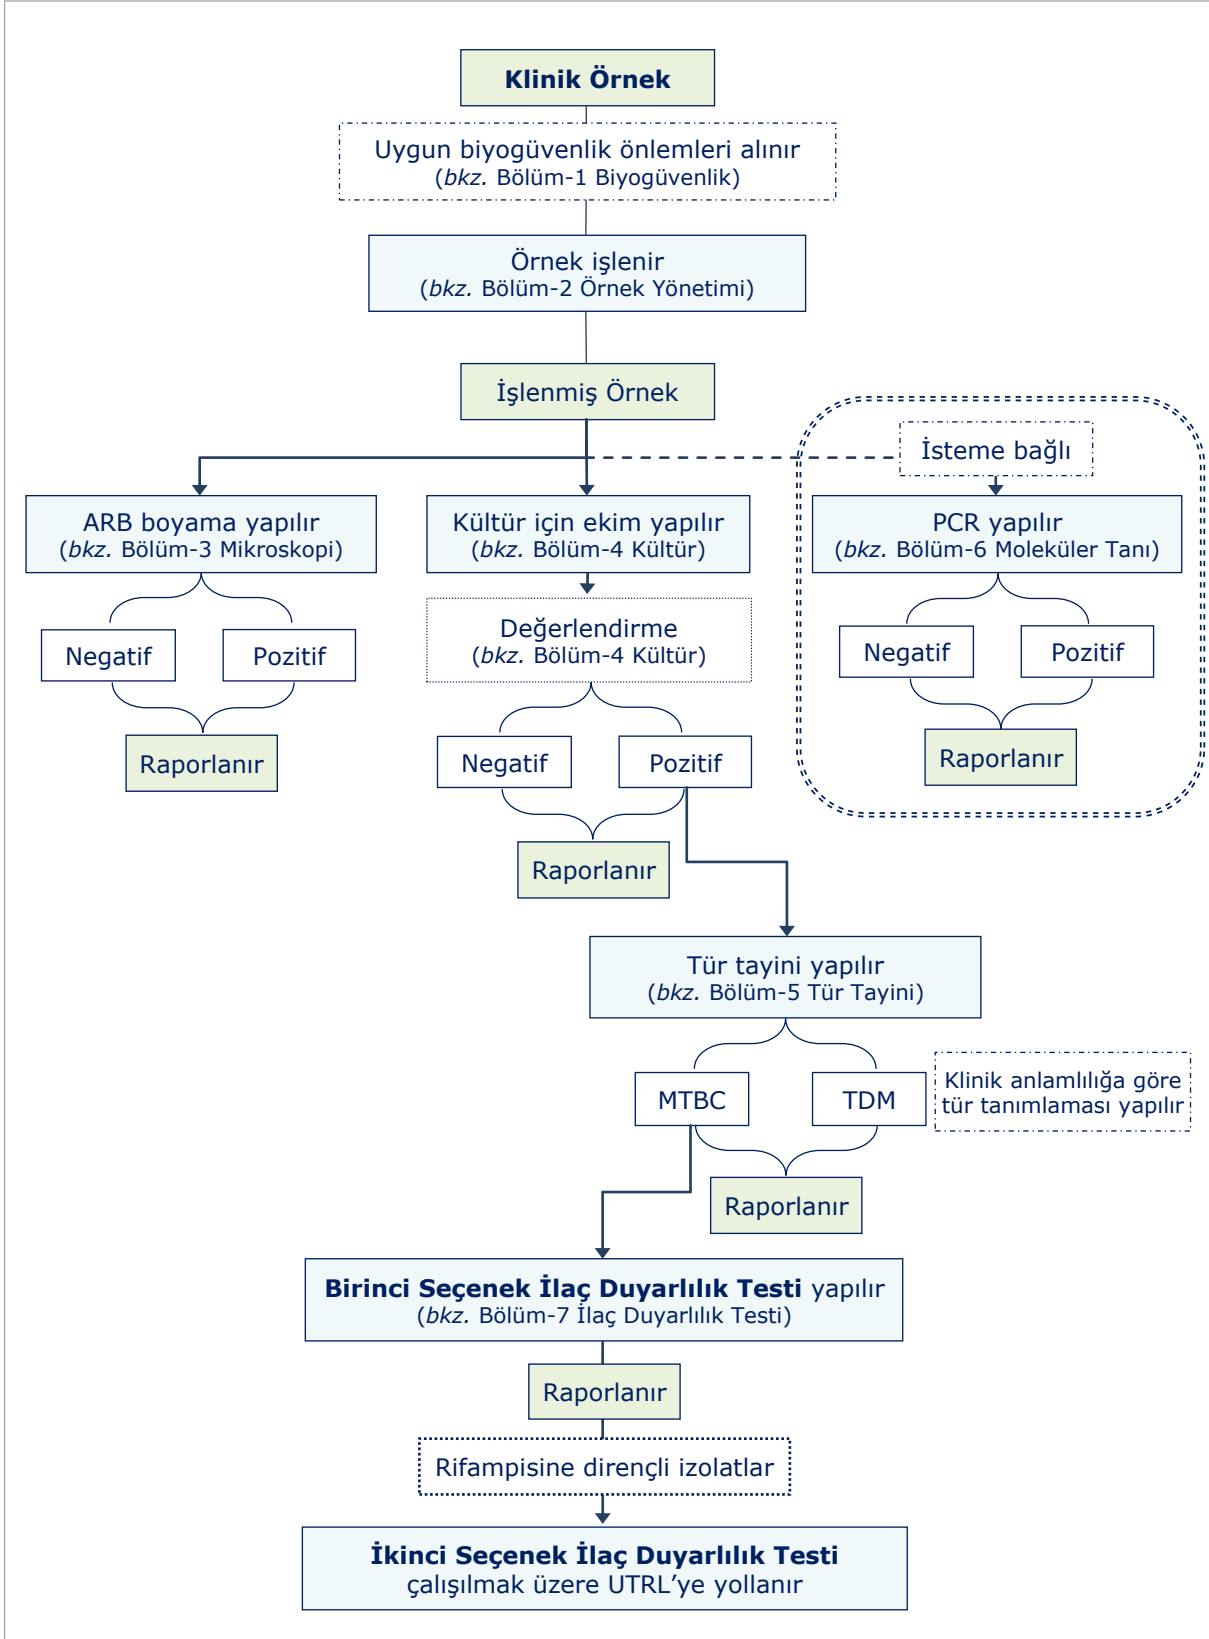 Klinik Örnek
Uygun biyogüvenlik önlemleri alınır
(bkz. Bölüm-1 Biyogüvenlik)
Örnek işlenir
(bkz. Bölüm-2 Örnek Yönetimi)
İşlenmiş Örnek
İsteme bağlı
ARB boyama yapılır
(bkz. Bölüm-3 Mikroskopi)
Kültür için ekim yapılır
(bkz. Bölüm-4 Kültür)
PCR yapılır
(bkz. Bölüm-6 Moleküler Tanı)
Negatif
Pozitif
Raporlanır
Değerlendirme
(bkz. Bölüm-4 Kültür)
Negatif
Pozitif
Raporlanır
Negatif
Pozitif
Raporlanır
Tür tayini yapılır
(bkz. Bölüm-5 Tür Tayini)
MTBC
TDM
Klinik anlamlılığa göre
tür tanımlaması yapılır
Raporlanır
Birinci Seçenek İlaç Duyarlılık Testi yapılır
(bkz. Bölüm-7 İlaç Duyarlılık Testi)
Raporlanır
Rifampisine dirençli izolatlar
İkinci Seçenek İlaç Duyarlılık Testi
çalışılmak üzere UTRL’ye yollanır